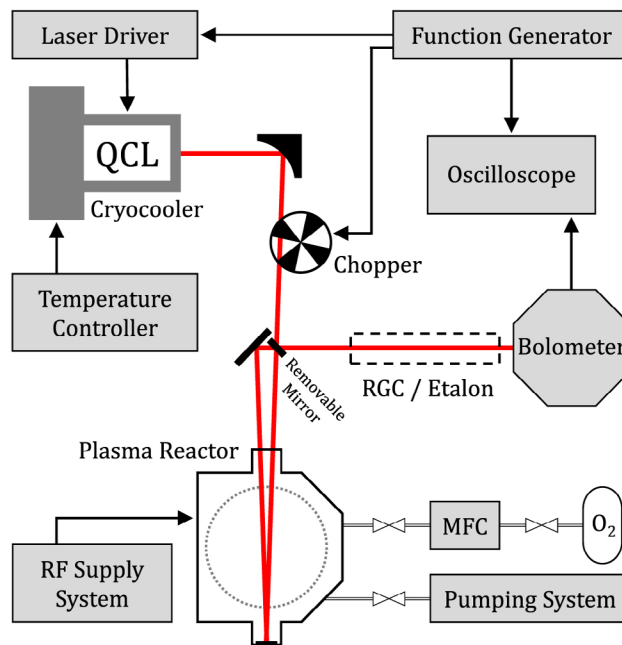 Laser Driver
Function Generator
QCL
Cryocooler
Oscilloscope
Chopper
Temperature
Controller
Bolometer
Removable
Mirror
RGC / Etalon
Plasma Reactor
MFC
O₂
RF Supply
System
Pumping System